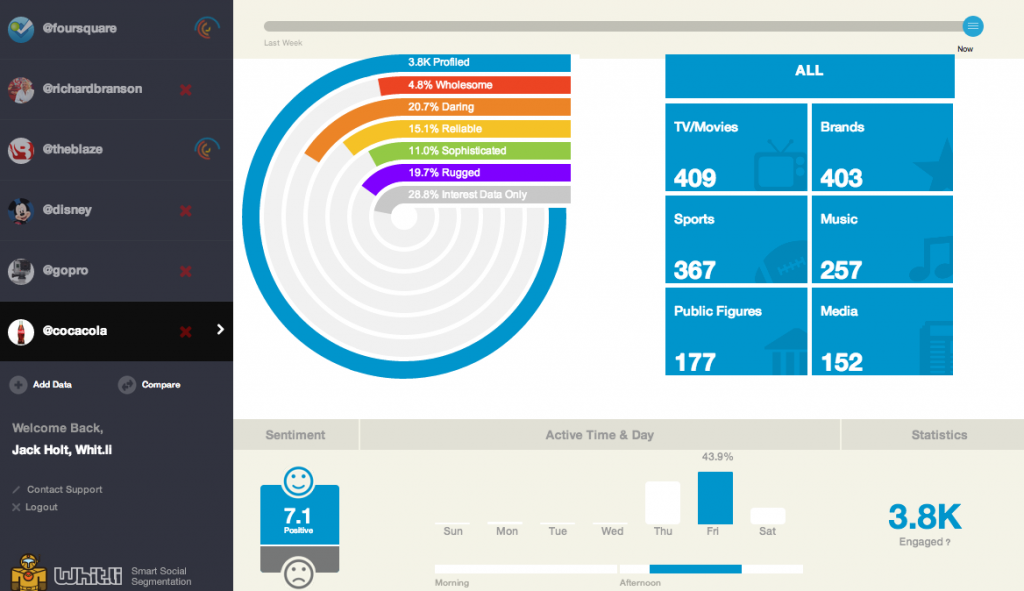 @foursquare
@richardbranson
@theblaze
@disney
@gopro
@cocacola
Add Data
Compare
Welcome Back,
Jack Holt, Whit.li
Contact Support
Logout
Whit.li
Smart Social
Segmentation
Last Week
Now
3.8K Profiled
4.8% Wholesome
20.7% Daring
15.1% Reliable
11.0% Sophisticated
19.7% Rugged
28.8% Interest Data Only
ALL
TV/Movies
409
Brands
403
Sports
367
Music
257
Public Figures
177
Media
152
Sentiment
7.1
Positive
Active Time & Day
43.9%
Sun Mon Tue Wed Thu Fri Sat
Morning Afternoon
Statistics
3.8K
Engaged ?